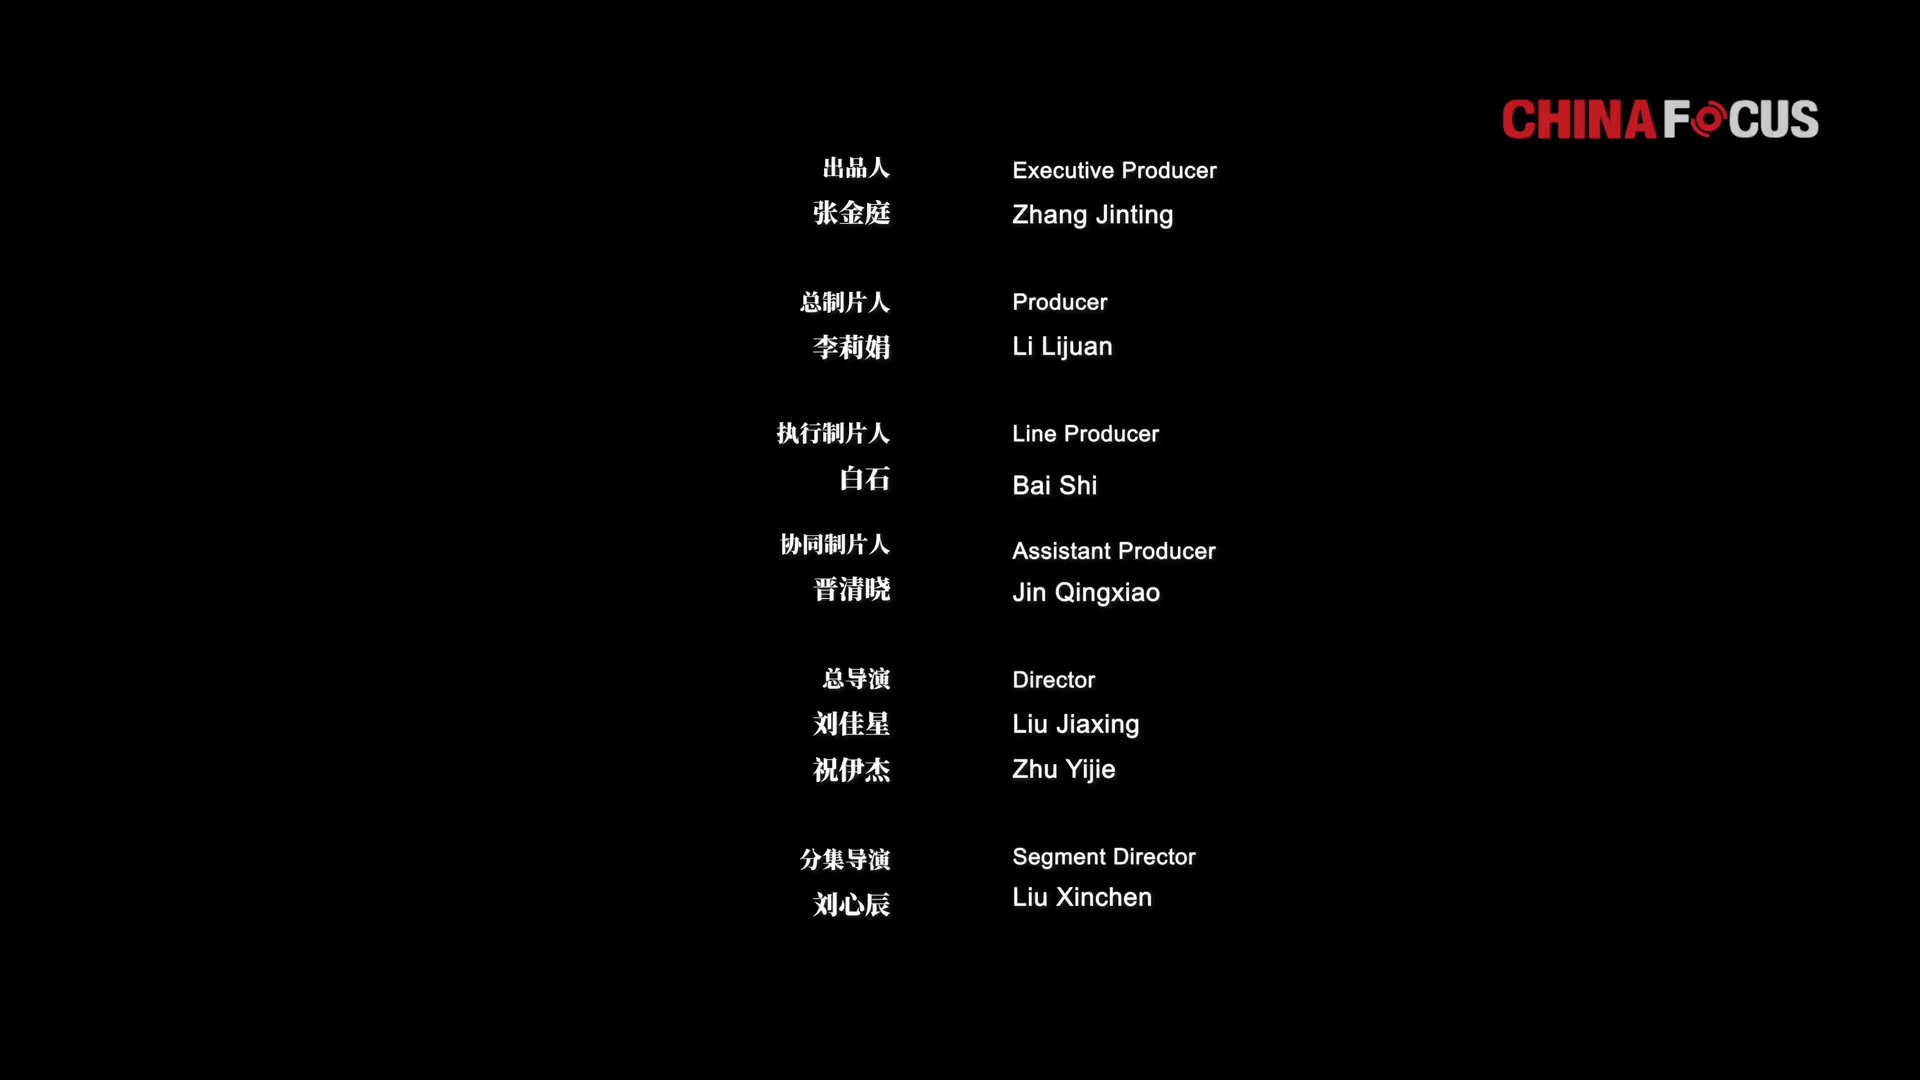 CHINA FOCUS
出品人 Executive Producer
张金庭 Zhang Jinting
总制片人 Producer
李莉娟 Li Lijuan
执行制片人 Line Producer
白石 Bai Shi
协同制片人 Assistant Producer
晋清晓 Jin Qingxiao
总导演 Director
刘佳星 Liu Jiaxing
祝伊杰 Zhu Yijie
分集导演 Segment Director
刘心辰 Liu Xinchen